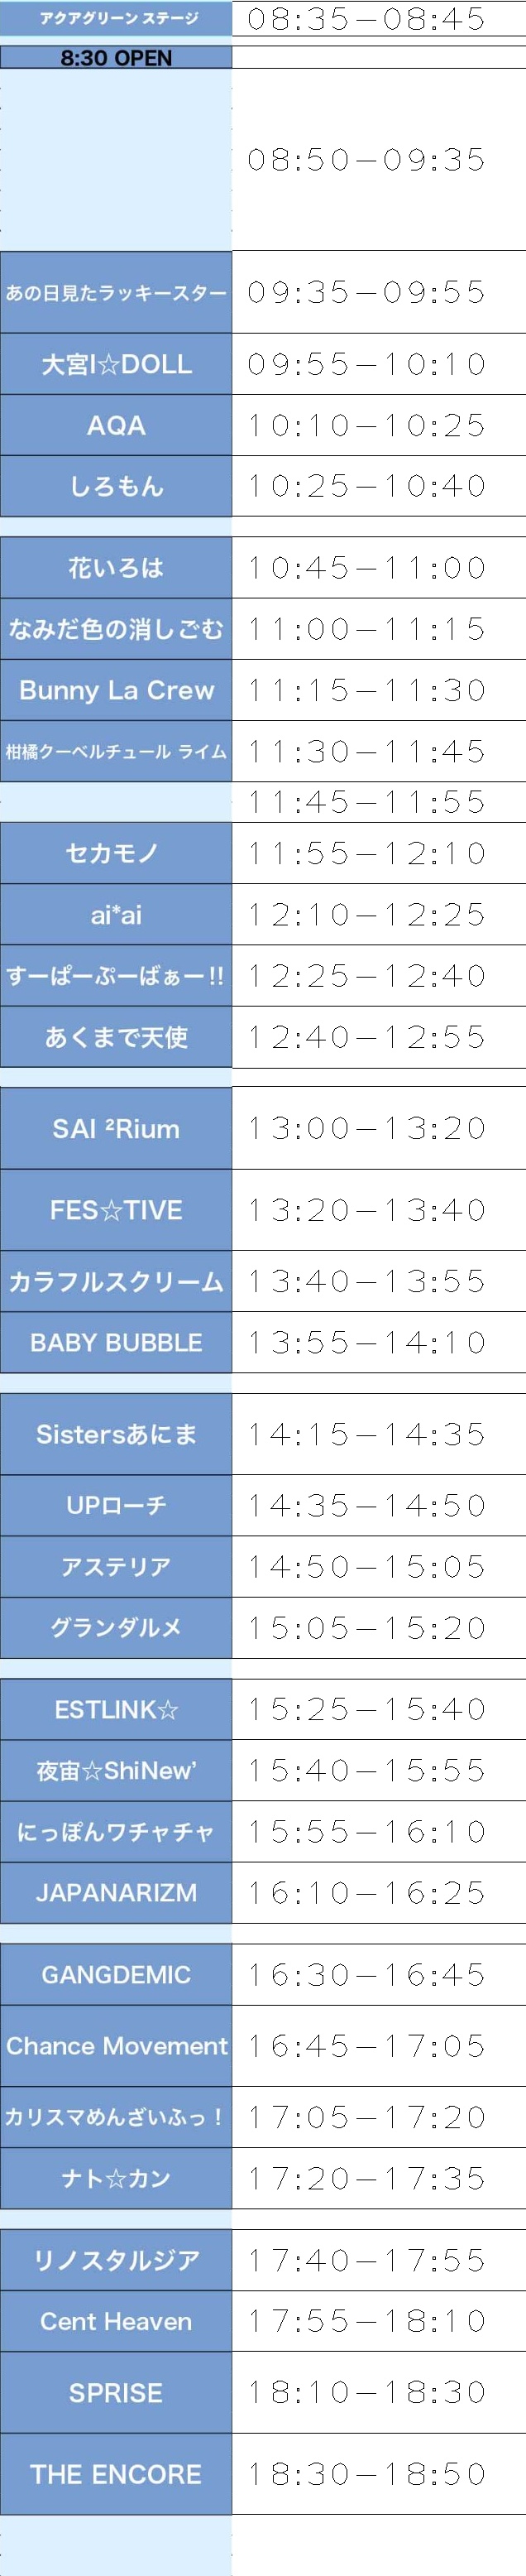 アクアグリーン ステージ 08:35—08:45
8:30 OPEN
08:50—09:35
あの日見たラッキースター 09:35—09:55
大宮I☆DOLL 09:55—10:10
AQA 10:10—10:25
しろもん 10:25—10:40
花いろは 10:45—11:00
なみだ色の消しごむ 11:00—11:15
Bunny La Crew 11:15—11:30
柑橘クーベルチュール ライム 11:30—11:45
11:45—11:55
セカモノ 11:55—12:10
ai*ai 12:10—12:25
すーぱーぷーばぁー!! 12:25—12:40
あくまで天使 12:40—12:55
SAI ²Rium 13:00—13:20
FES☆TIVE 13:20—13:40
カラフルスクリーム 13:40—13:55
BABY BUBBLE 13:55—14:10
Sistersあにま 14:15—14:35
UPローチ 14:35—14:50
アステリア 14:50—15:05
グランダルメ 15:05—15:20
ESTLINK☆ 15:25—15:40
夜宙☆ShiNew’ 15:40—15:55
にっぽんワチャチャ 15:55—16:10
JAPANARIZM 16:10—16:25
GANGDEMIC 16:30—16:45
Chance Movement 16:45—17:05
カリスマめんざいふっ！ 17:05—17:20
ナト☆カン 17:20—17:35
リノスタルジア 17:40—17:55
Cent Heaven 17:55—18:10
SPRISE 18:10—18:30
THE ENCORE 18:30—18:50